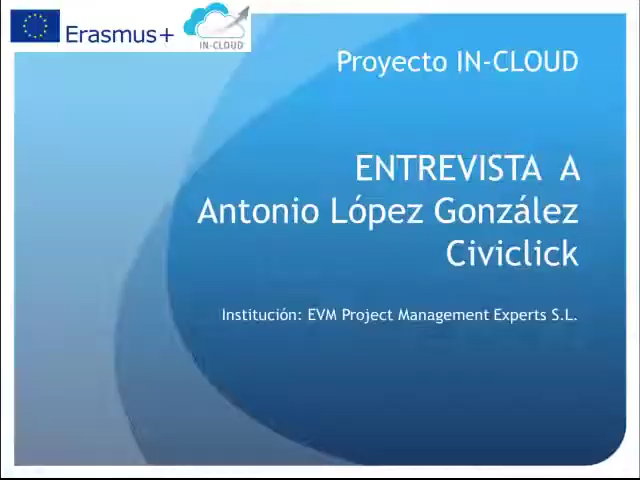 Erasmus+
IN-CLOUD
Proyecto IN-CLOUD
ENTREVISTA A
Antonio López González
Civiclick
Institución: EVM Project Management Experts S.L.